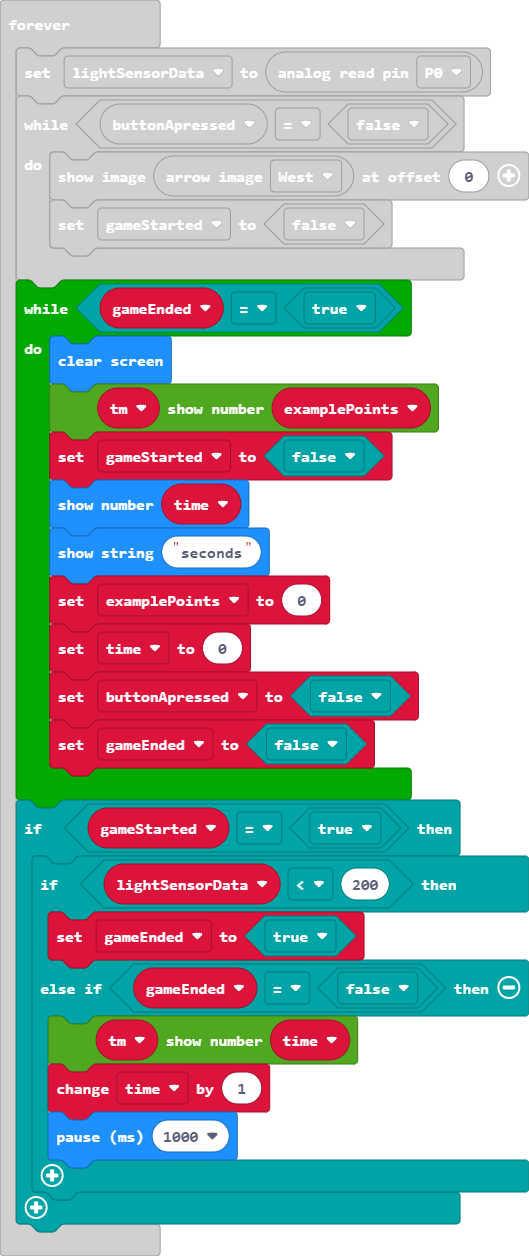 forever
set lightSensorData to analog read pin P0
while buttonApressed = false
do
show image arrow image West at offset 0
set gameStarted to false
while gameEnded = true
do
clear screen
tm show number examplePoints
set gameStarted to false
show number time
show string "seconds"
set examplePoints to 0
set time to 0
set buttonApressed to false
set gameEnded to false
if gameStarted = true then
if lightSensorData < 200 then
set gameEnded to true
else if gameEnded = false then
tm show number time
change time by 1
pause (ms) 1000